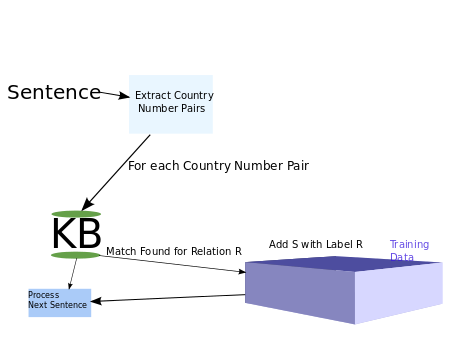 Sentence
Extract Country
Number Pairs
For each Country Number Pair
KB
Match Found for Relation R
Add S with Label R
Training
Data
Process
Next Sentence